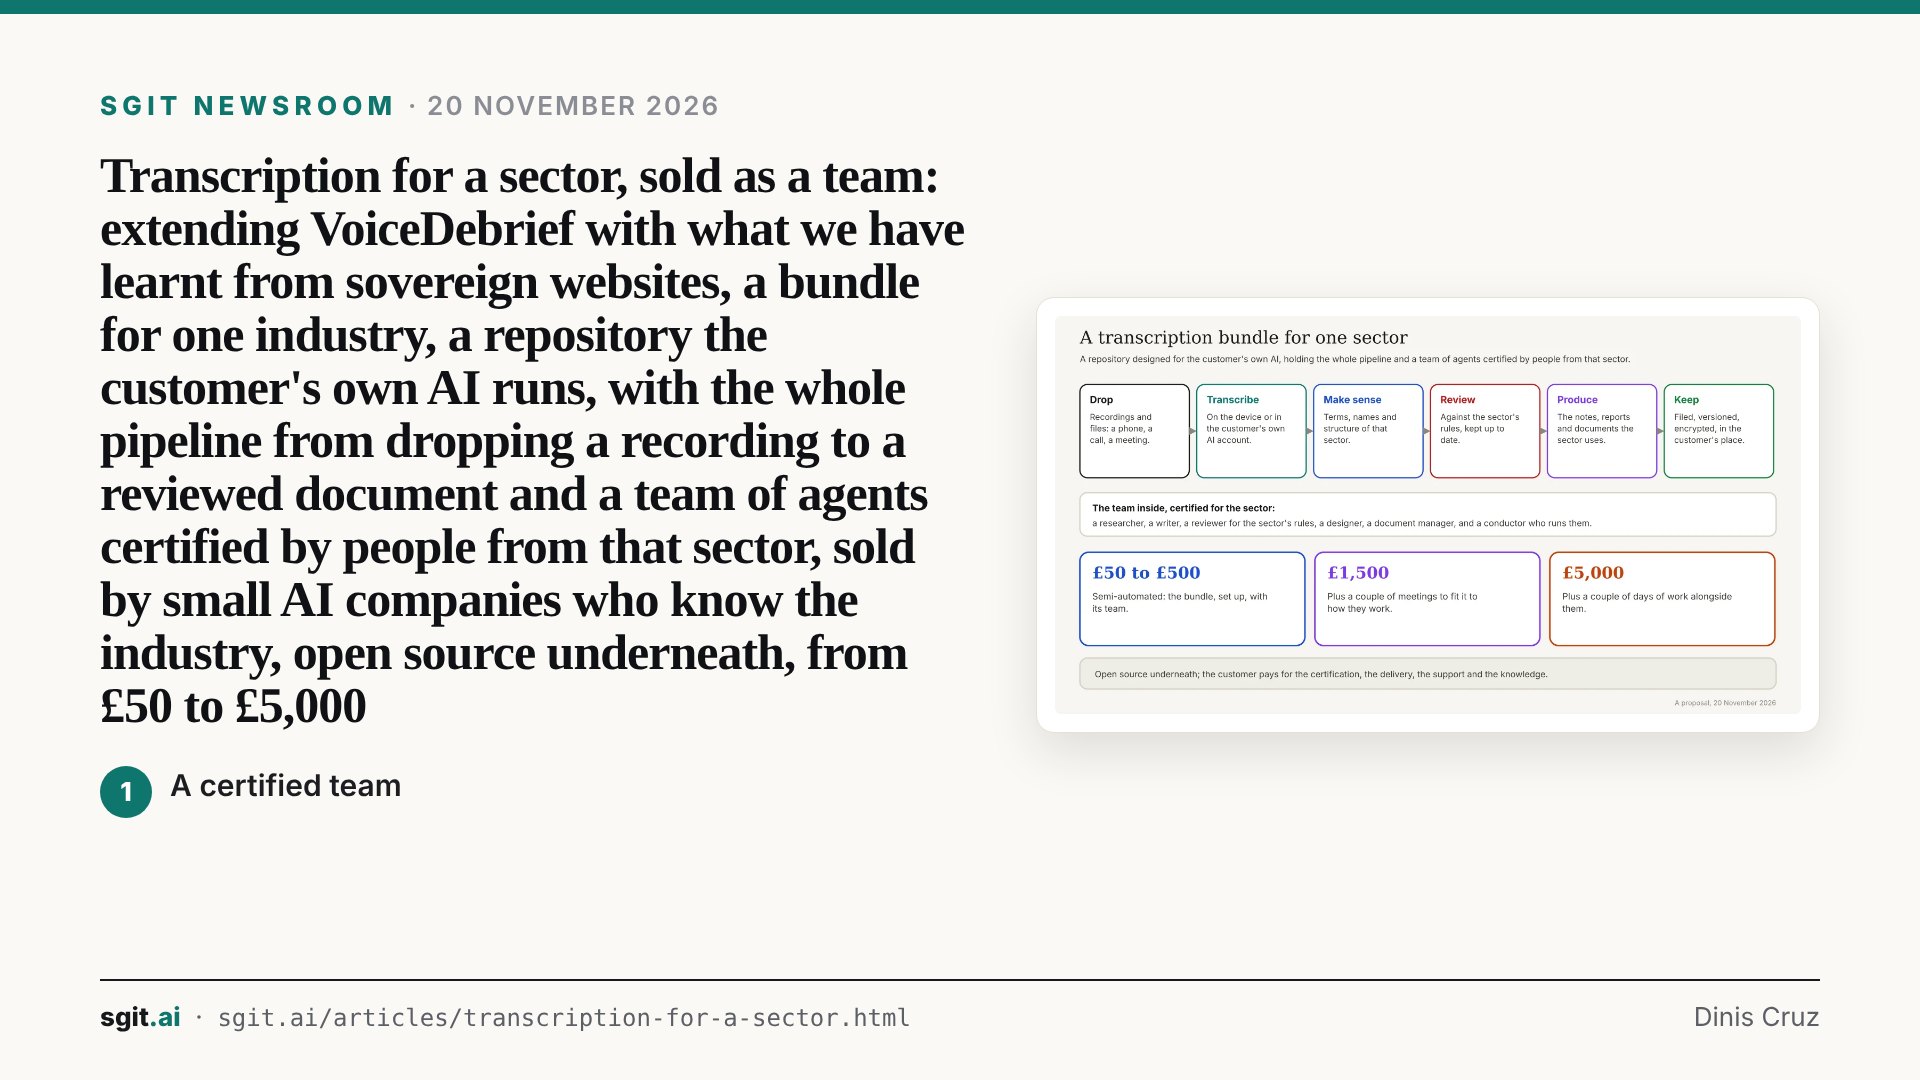 SGIT NEWSROOM · 20 NOVEMBER 2026
Transcription for a sector, sold as a team:
extending VoiceDebrief with what we have
learnt from sovereign websites, a bundle
for one industry, a repository the
customer's own AI runs, with the whole
pipeline from dropping a recording to a
reviewed document and a team of agents
certified by people from that sector, sold
by small AI companies who know the
industry, open source underneath, from
£50 to £5,000
1 A certified team
A transcription bundle for one sector
A repository designed for the customer's own AI, holding the whole pipeline and a team of agents certified by people from that sector.
Drop
Recordings and
files: a phone, a
call, a meeting.
Transcribe
On the device or in
the customer's own
AI account.
Make sense
Terms, names and
structure of that
sector.
Review
Against the sector's
rules, kept up to
date.
Produce
The notes, reports
and documents the
sector uses.
Keep
Filed, versioned,
encrypted, in the
customer's place.
The team inside, certified for the sector:
a researcher, a writer, a reviewer for the sector's rules, a designer, a document manager, and a conductor who runs them.
£50 to £500
Semi-automated: the bundle, set up, with
its team.
£1,500
Plus a couple of meetings to fit it to
how they work.
£5,000
Plus a couple of days of work alongside
them.
Open source underneath; the customer pays for the certification, the delivery, the support and the knowledge.
A proposal, 20 November 2026
sgit.ai · sgit.ai/articles/transcription-for-a-sector.html
Dinis Cruz